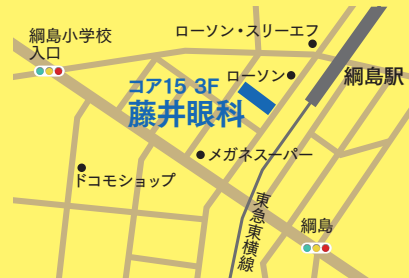 綱島小学校
入口
ローソン・スリーエフ
ローソン
綱島駅
コア15 3F
藤井眼科
メガネスーパー
ドコモショップ
東急東横線
綱島